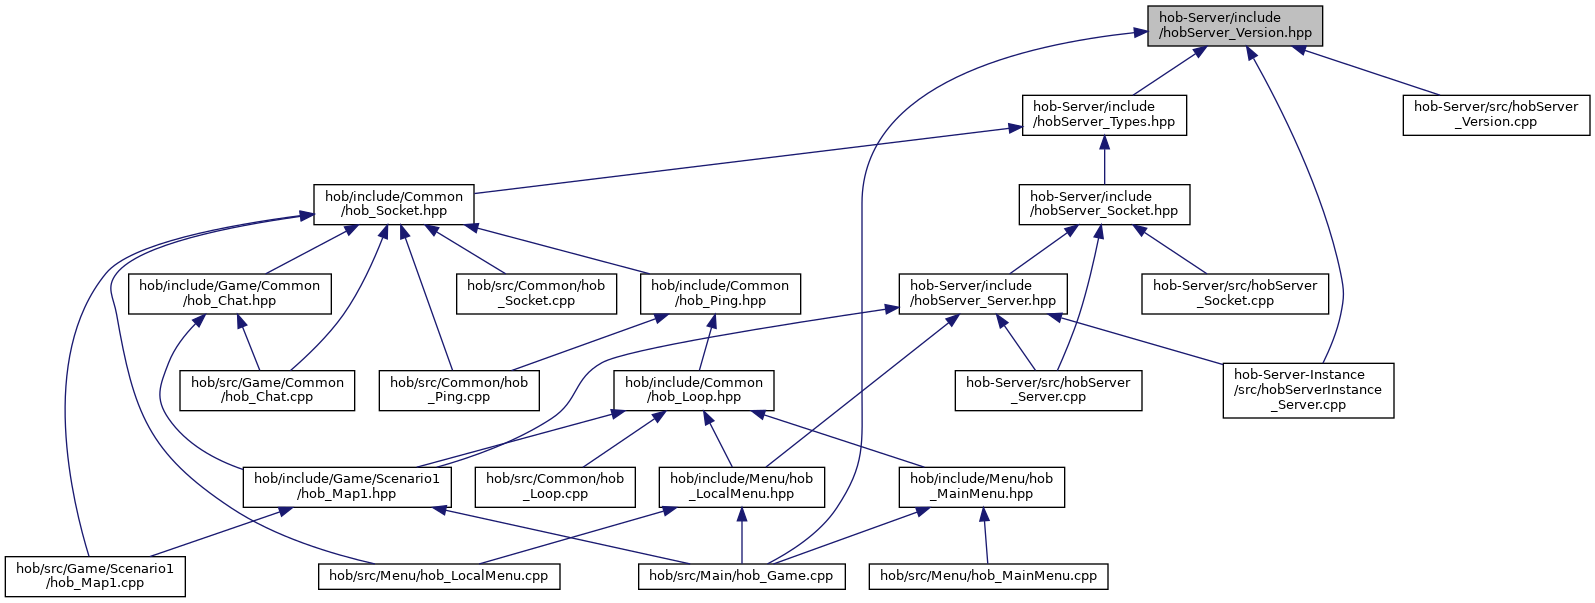 hob-Server/include
/hobServer_Version.hpp
hob-Server/include
/hobServer_Types.hpp
hob-Server/src/hobServer
_Version.cpp
hob/include/Common
/hob_Socket.hpp
hob-Server/include
/hobServer_Socket.hpp
hob/include/Game/Common
/hob_Chat.hpp
hob/src/Common/hob
_Socket.cpp
hob/include/Common
/hob_Ping.hpp
hob-Server/include
/hobServer_Server.hpp
hob-Server/src/hobServer
_Socket.cpp
hob/src/Game/Common
/hob_Chat.cpp
hob/src/Common/hob
_Ping.cpp
hob/include/Common
/hob_Loop.hpp
hob-Server/src/hobServer
_Server.cpp
hob-Server-Instance
/src/hobServerInstance
_Server.cpp
hob/include/Game/Scenario1
/hob_Map1.hpp
hob/src/Common/hob
_Loop.cpp
hob/include/Menu/hob
_LocalMenu.hpp
hob/include/Menu/hob
_MainMenu.hpp
hob/src/Game/Scenario1
/hob_Map1.cpp
hob/src/Menu/hob_LocalMenu.cpp
hob/src/Main/hob_Game.cpp
hob/src/Menu/hob_MainMenu.cpp